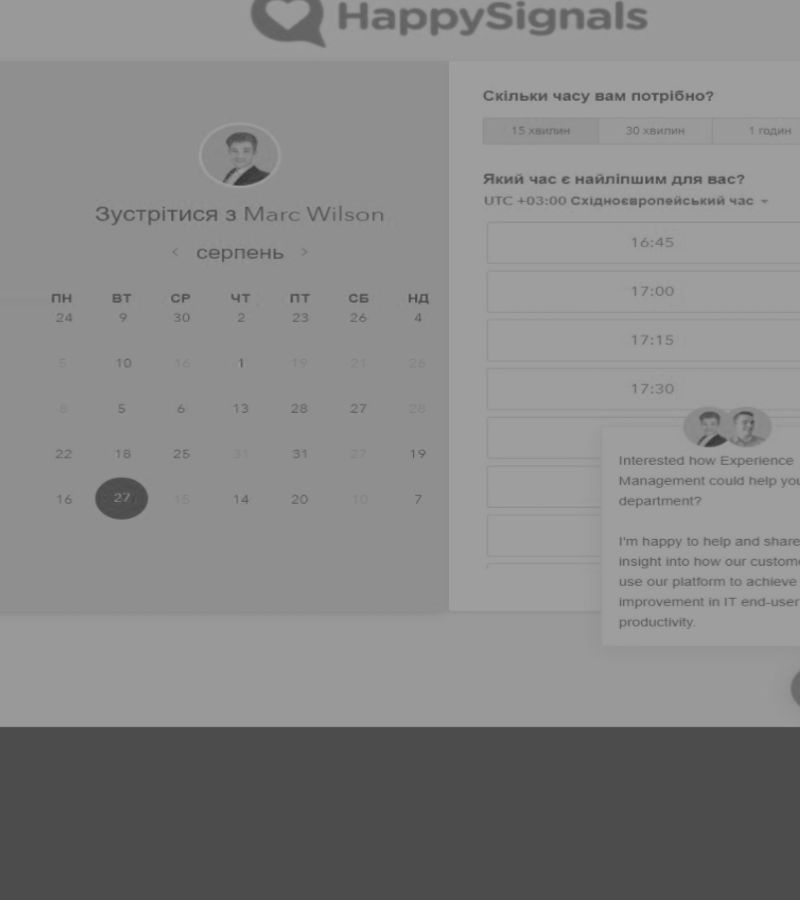 HappySignals
Зустрітися з Marc Wilson
серпень
ПН ВТ СР ЧТ ПТ СБ НД
24 9 30 2 23 26 4
5 10 16 1 19 21 26
8 5 6 13 28 27 28
22 18 25 31 31 27 19
16 27 15 14 20 10 7
Скільки часу вам потрібно?
15 хвилин 30 хвилин 1 годин
Який час є найліпшим для вас?
UTC +03:00 Східноєвропейський час
16:45
17:00
17:15
17:30
Interested how Experience
Management could help you
department?
I'm happy to help and share
insight into how our custome
use our platform to achieve
improvement in IT end-user
productivity.